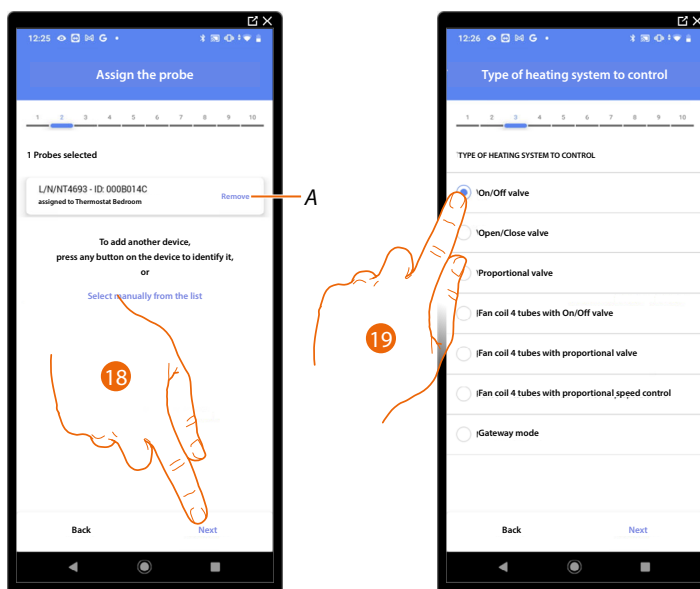 12:25 G
Assign the probe
1 2 3 4 5 6 7 8 9 10
1 Probes selected
L/N/NT4693 - ID: 000B014C
assigned to Thermostat Bedroom
Remove
A
To add another device,
press any button on the device to identify it,
or
Select manually from the list
18
Back Next
12:26 G
Type of heating system to control
1 2 3 4 5 6 7 8 9 10
TYPE OF HEATING SYSTEM TO CONTROL
On/Off valve
Open/Close valve
Proportional valve
Fan coil 4 tubes with On/Off valve
Fan coil 4 tubes with proportional valve
Fan coil 4 tubes with proportional speed control
Gateway mode
19
Back Next